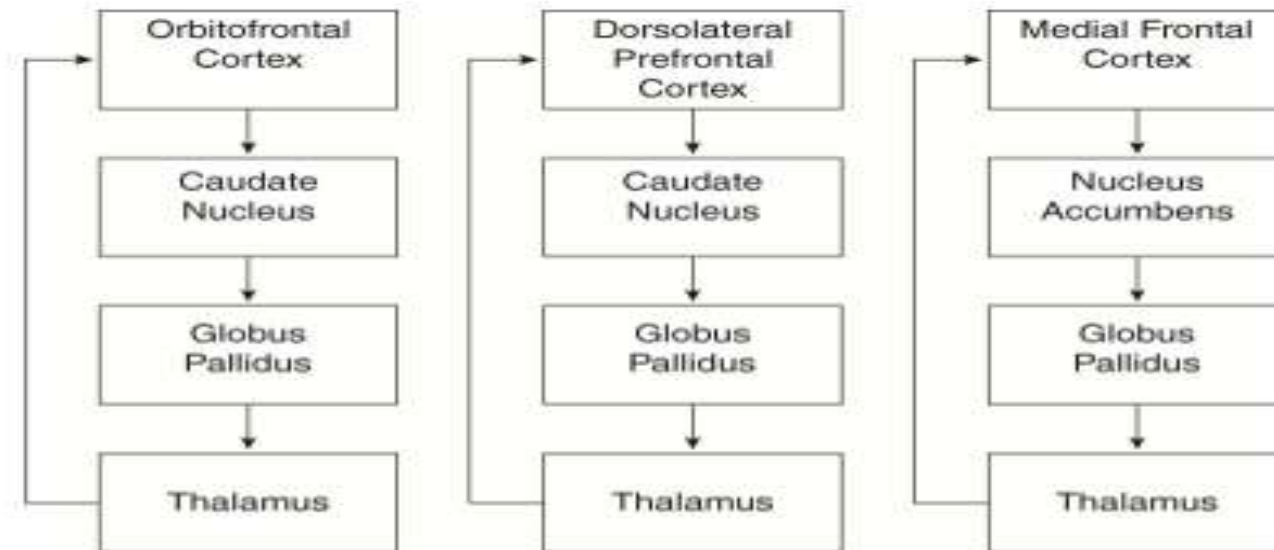 Orbitofrontal
Cortex
Caudate
Nucleus
Globus
Pallidus
Thalamus
Dorsolateral
Prefrontal
Cortex
Caudate
Nucleus
Globus
Pallidus
Thalamus
Medial Frontal
Cortex
Nucleus
Accumbens
Globus
Pallidus
Thalamus